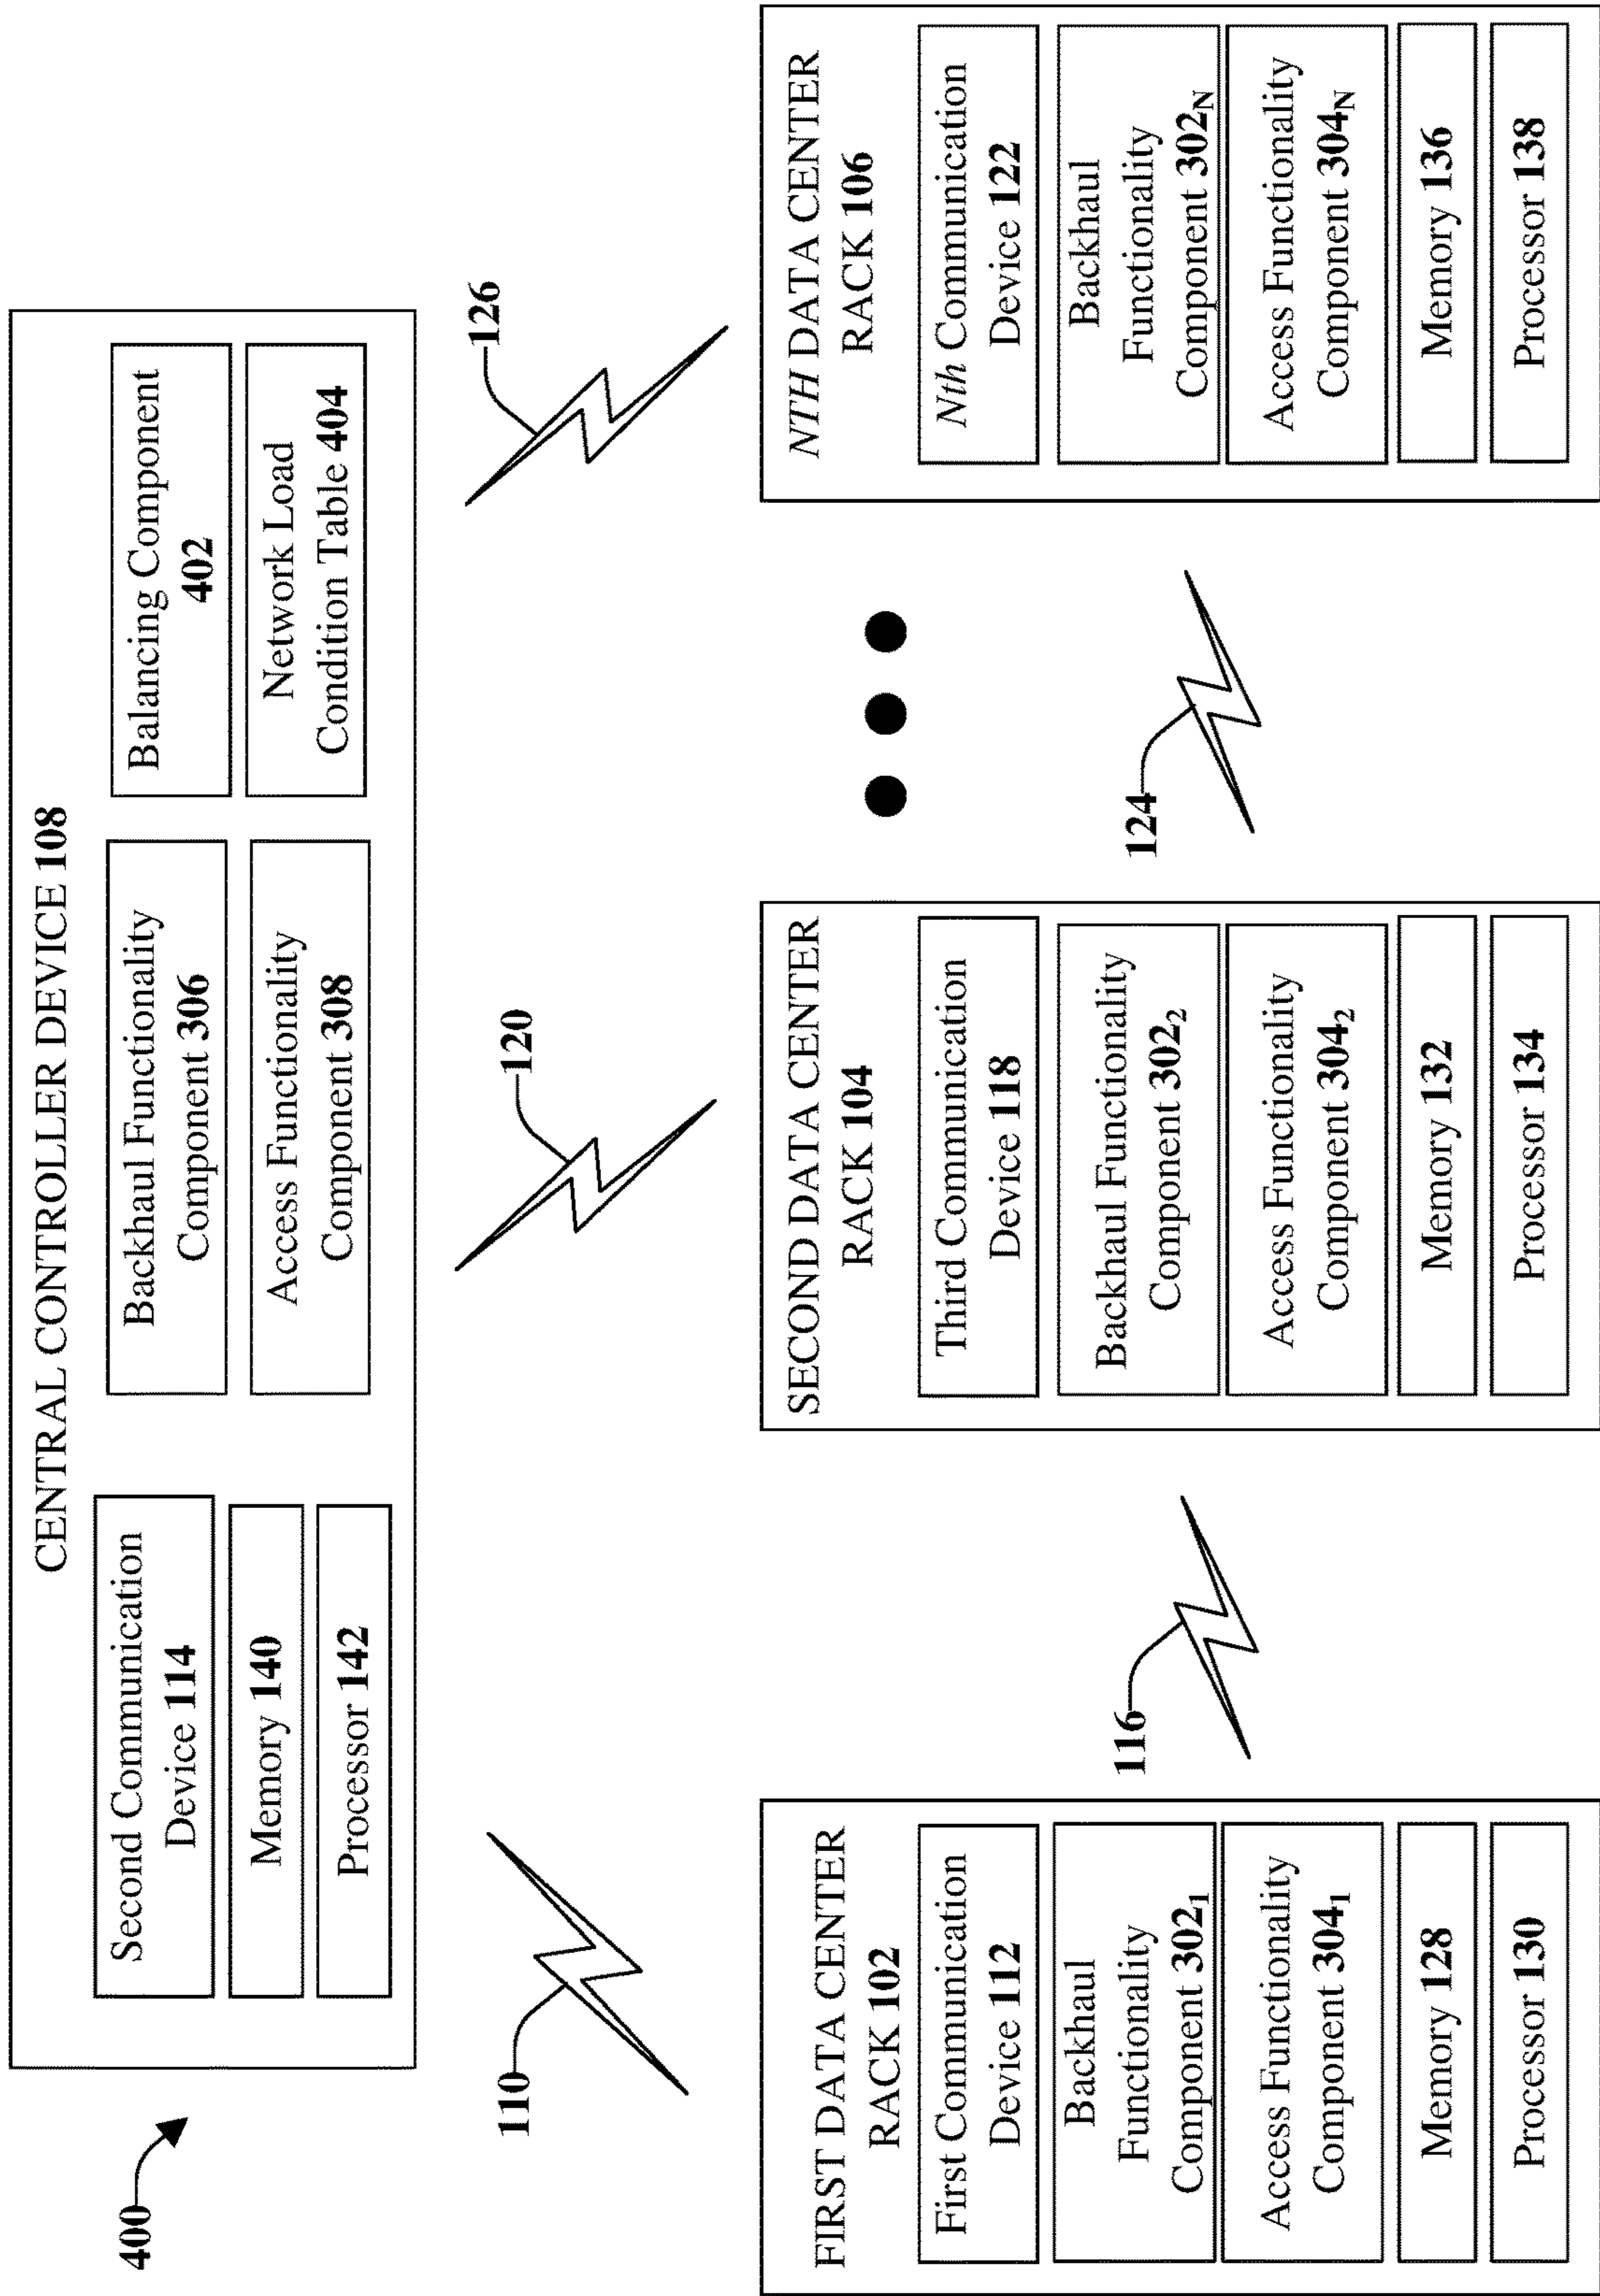 400
CENTRAL CONTROLLER DEVICE 108
Second Communication
Device 114
Memory 140
Processor 142
Backhaul Functionality
Component 306
Access Functionality
Component 308
Balancing Component
402
Network Load
Condition Table 404
110
120
126
FIRST DATA CENTER
RACK 102
First Communication
Device 112
Backhaul
Functionality
Component 302₁
Access Functionality
Component 304₁
Memory 128
Processor 130
116
SECOND DATA CENTER
RACK 104
Third Communication
Device 118
Backhaul Functionality
Component 302₂
Access Functionality
Component 304₂
Memory 132
Processor 134
124
NTH DATA CENTER
RACK 106
Nth Communication
Device 122
Backhaul
Functionality
Component 302N
Access Functionality
Component 304N
Memory 136
Processor 138